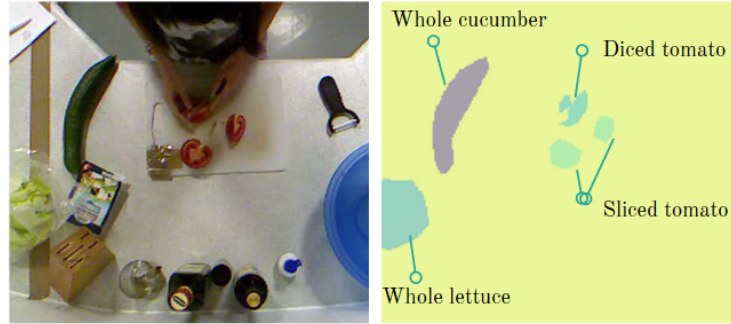 Whole cucumber
Diced tomato
Sliced tomato
Whole lettuce